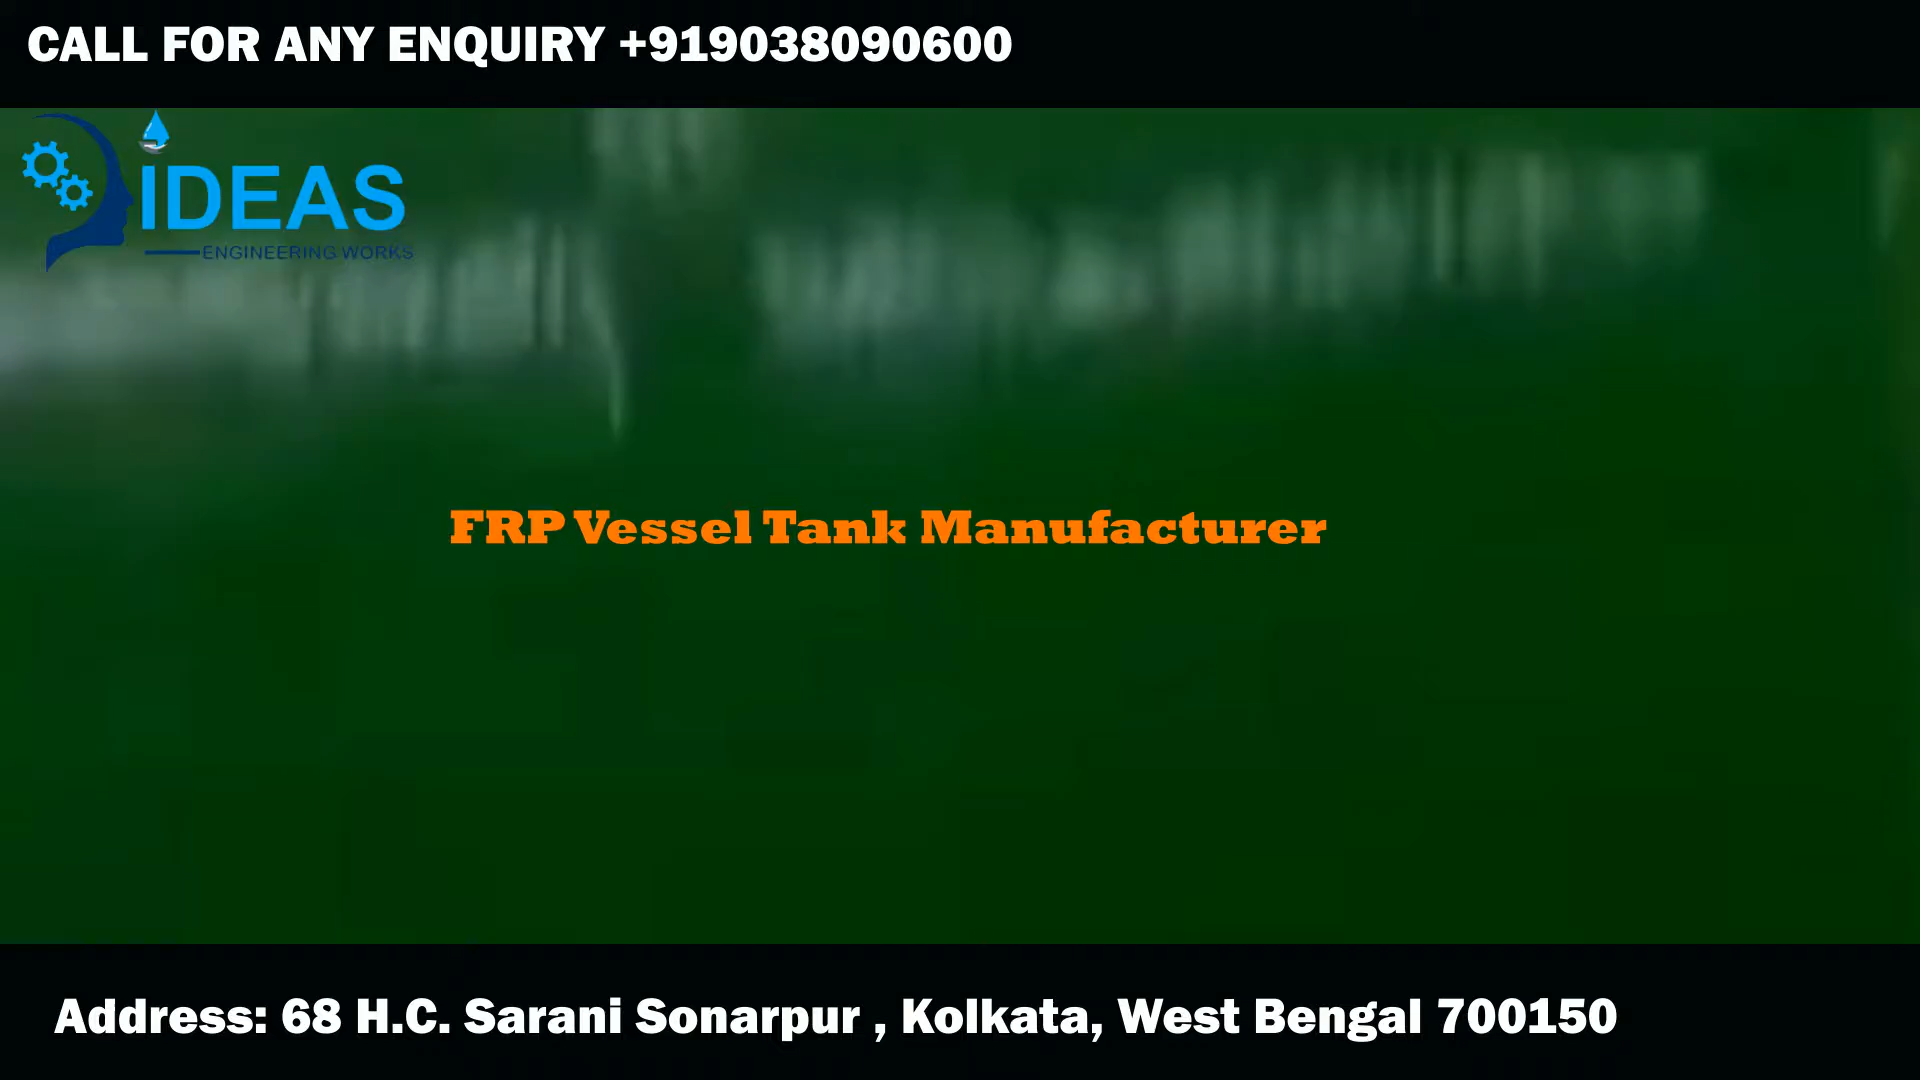 CALL FOR ANY ENQUIRY +919038090600
IDEAS
ENGINEERING WORKS
FRP Vessel Tank Manufacturer
Address: 68 H.C. Sarani Sonarpur , Kolkata, West Bengal 700150